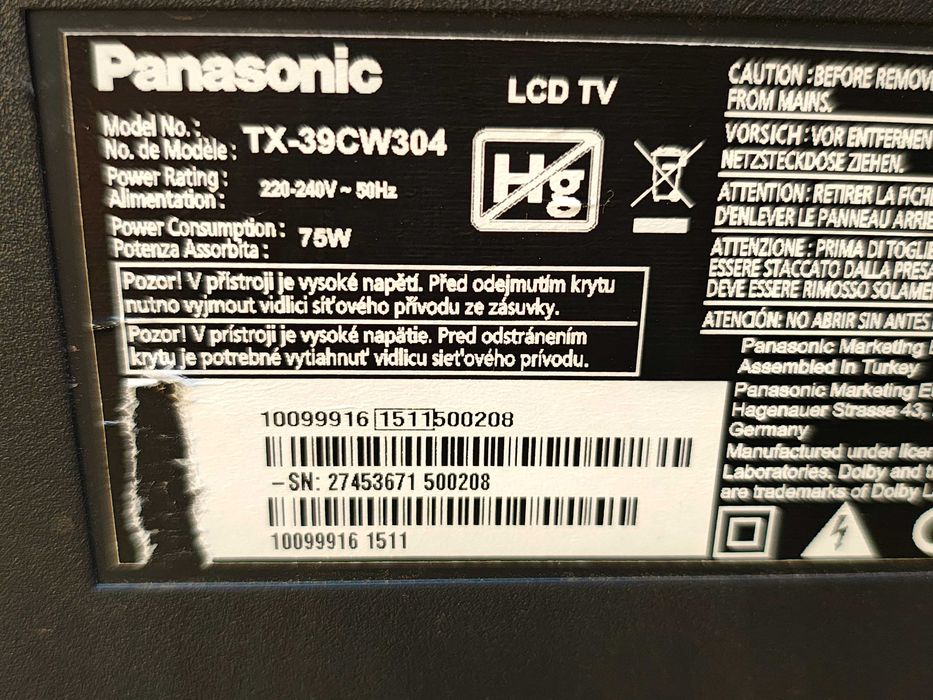 Panasonic
LCD TV
Model No. :
No. de Modèle :
TX-39CW304
Power Rating :
Alimentation :
220-240V ~ 50Hz
Power Consumption :
Potenza Assorbita :
75W
Hg
Pozor! V přístroji je vysoké napětí. Před odejmutím krytu
nutno vyjmout vidlici síťového přívodu ze zásuvky.
Pozor! V prístroji je vysoké napätie. Pred odstránením
krytu je potrebné vytiahnuť vidlicu sieťového prívodu.
10099916 1511500208
-SN: 27453671 500208
10099916 1511
CAUTION : BEFORE REMOV
FROM MAINS.
VORSICH : VOR ENTFERNEN
NETZSTECKDOSE ZIEHEN.
ATTENTION : RETIRER LA FICH
D'ENLEVER LE PANNEAU ARRIE
ATTENZIONE : PRIMA DI TOGLIE
ESSERE STACCATO DALLA PRESA
DEVE ESSERE RIMOSSO SOLAME
ATENCIÓN: NO ABRIR SIN ANTES
Panasonic Marketing
Assembled In Turkey
Panasonic Marketing E
Hagenauer Strasse 43,
Germany
Manufactured under lice
Laboratories. Dolby and
are trademarks of Dolby L